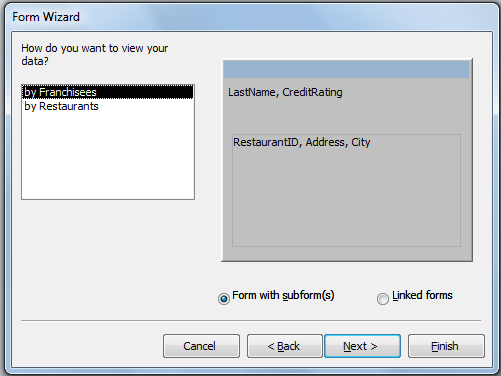 Form Wizard
How do you want to view your
data?
by Franchisees
by Restaurants
LastName, CreditRating
RestaurantID, Address, City
Form with subform(s)
Linked forms
Cancel
< Back
Next >
Finish